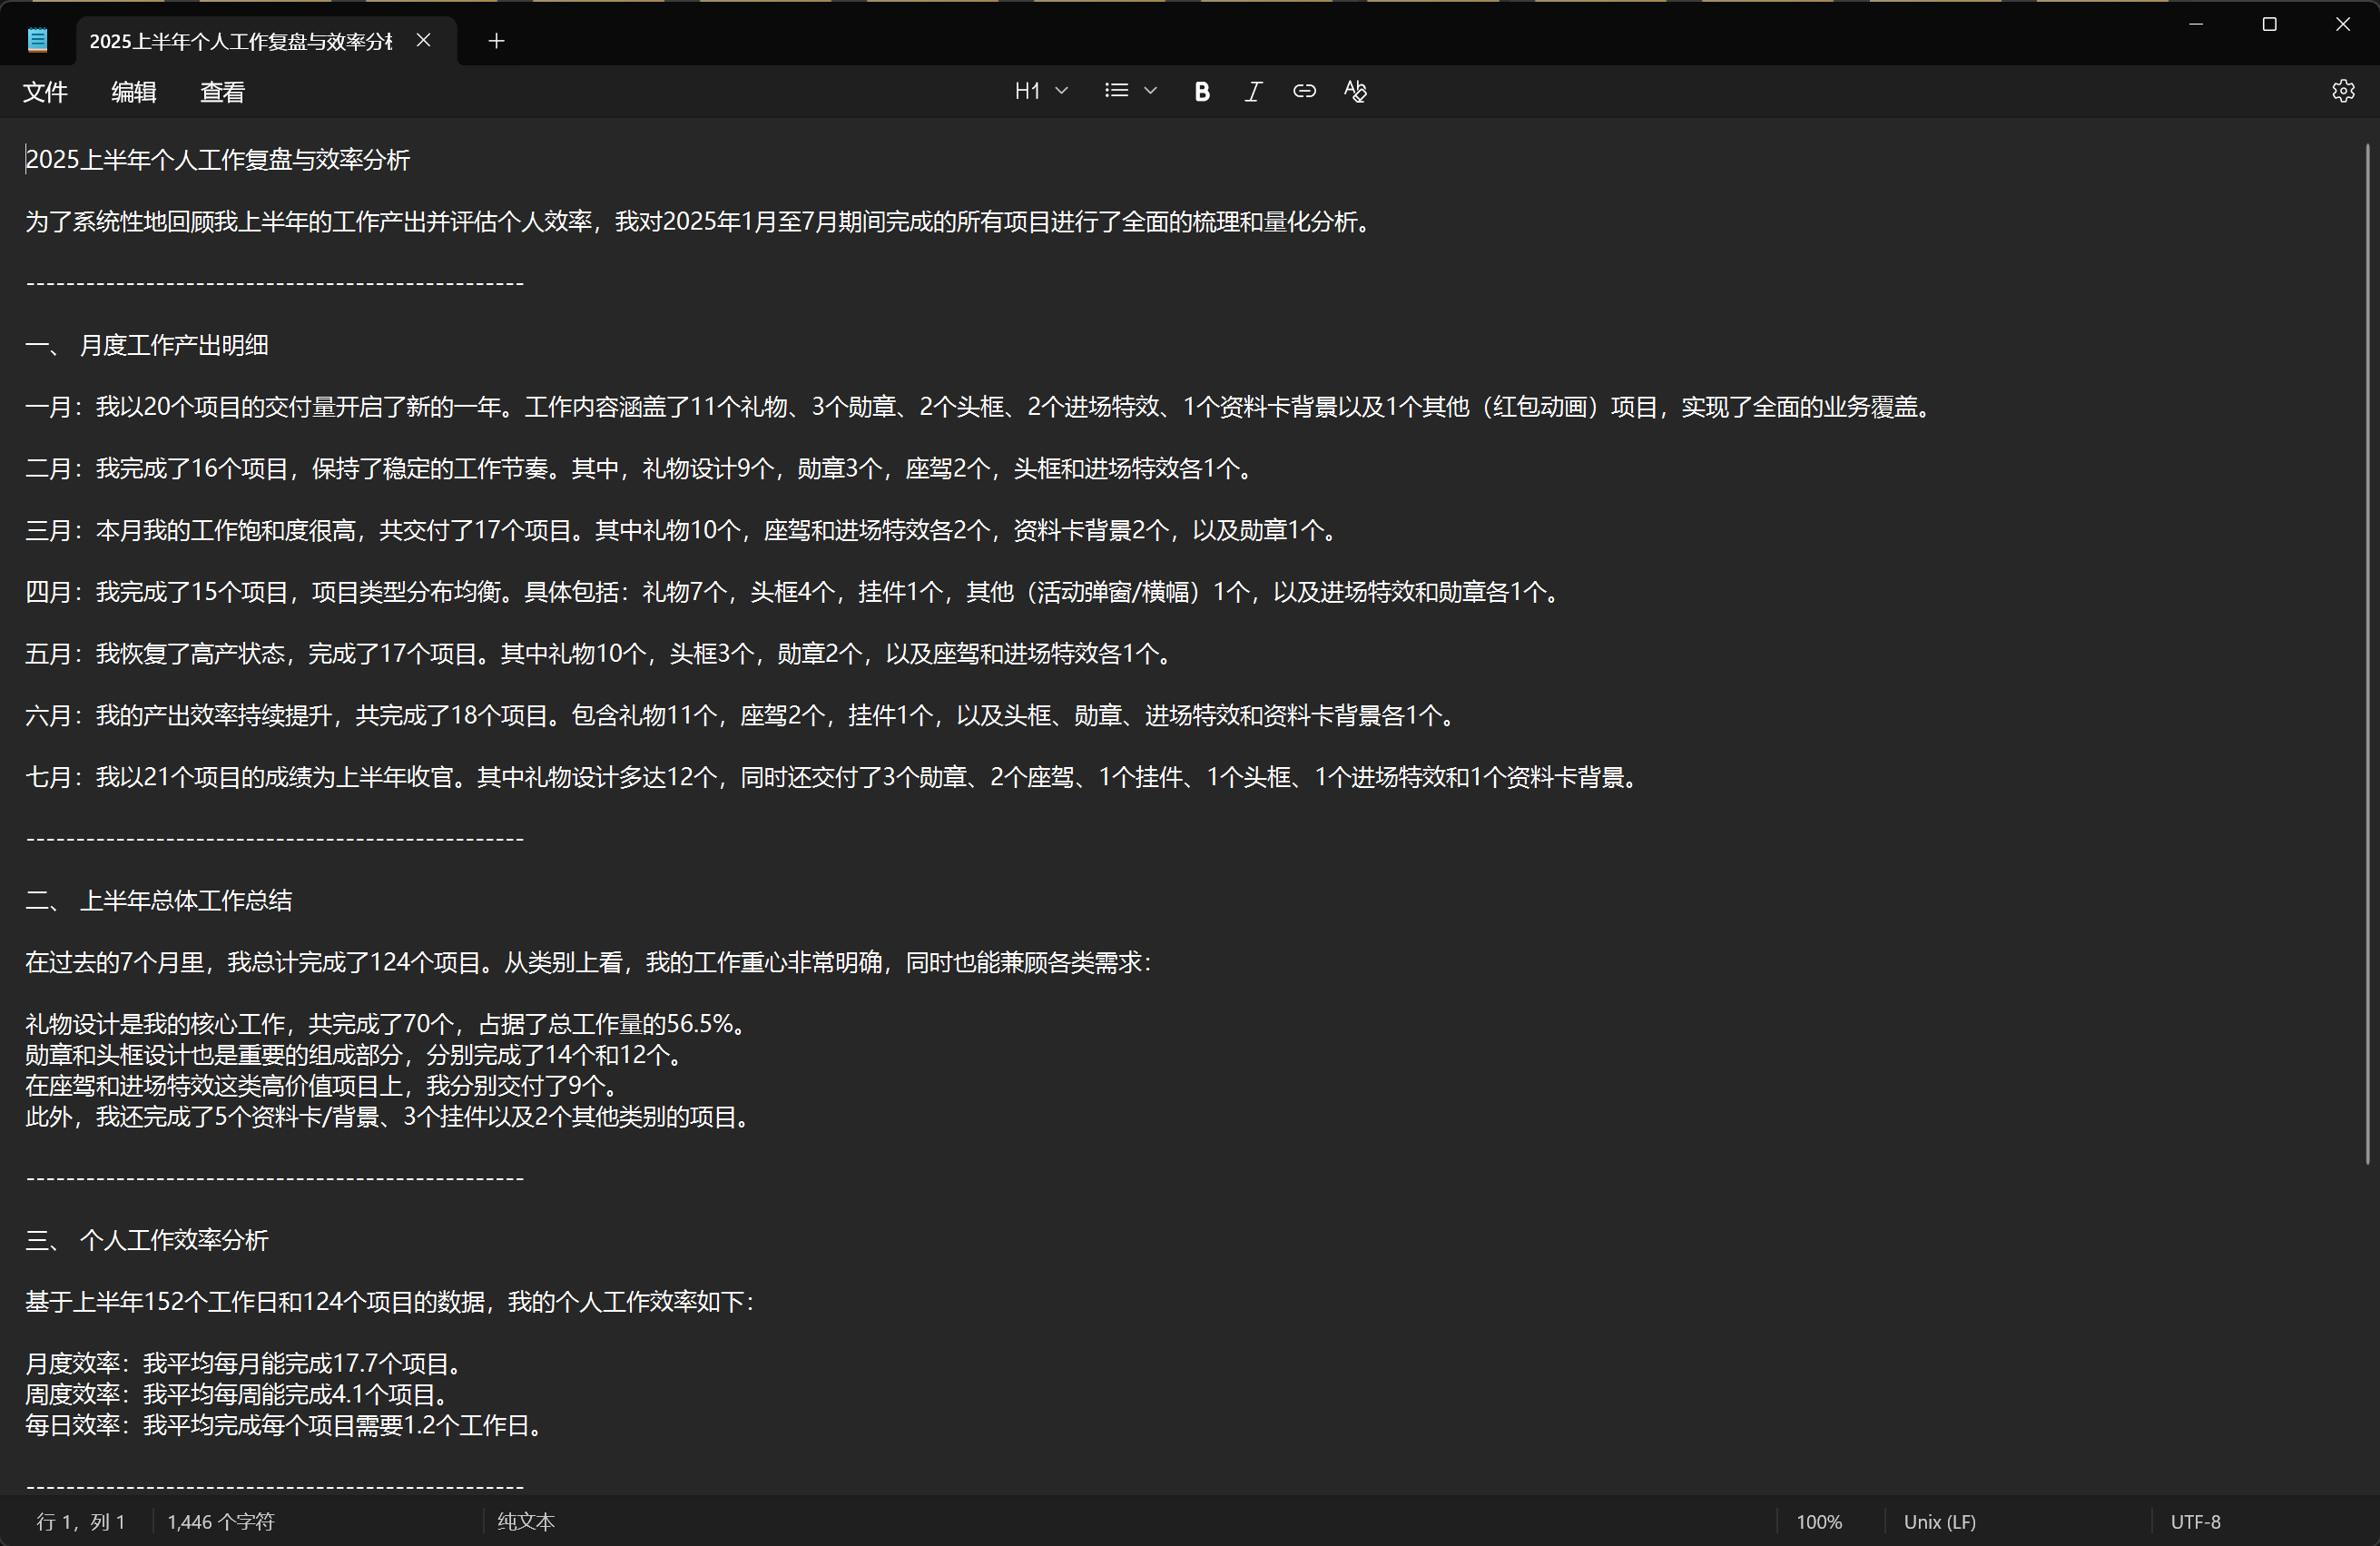 2025上半年个人工作复盘与效率分析
文件 编辑 查看 H1 B I
2025上半年个人工作复盘与效率分析
为了系统性地回顾我上半年的工作产出并评估个人效率，我对2025年1月至7月期间完成的所有项目进行了全面的梳理和量化分析。
--------------------------------------------------
一、 月度工作产出明细
一月：我以20个项目的交付量开启了新的一年。工作内容涵盖了11个礼物、3个勋章、2个头框、2个进场特效、1个资料卡背景以及1个其他（红包动画）项目，实现了全面的业务覆盖。
二月：我完成了16个项目，保持了稳定的工作节奏。其中，礼物设计9个，勋章3个，座驾2个，头框和进场特效各1个。
三月：本月我的工作饱和度很高，共交付了17个项目。其中礼物10个，座驾和进场特效各2个，资料卡背景2个，以及勋章1个。
四月：我完成了15个项目，项目类型分布均衡。具体包括：礼物7个，头框4个，挂件1个，其他（活动弹窗/横幅）1个，以及进场特效和勋章各1个。
五月：我恢复了高产状态，完成了17个项目。其中礼物10个，头框3个，勋章2个，以及座驾和进场特效各1个。
六月：我的产出效率持续提升，共完成了18个项目。包含礼物11个，座驾2个，挂件1个，以及头框、勋章、进场特效和资料卡背景各1个。
七月：我以21个项目的成绩为上半年收官。其中礼物设计多达12个，同时还交付了3个勋章、2个座驾、1个挂件、1个头框、1个进场特效和1个资料卡背景。
--------------------------------------------------
二、 上半年总体工作总结
在过去的7个月里，我总计完成了124个项目。从类别上看，我的工作重心非常明确，同时也能兼顾各类需求：
礼物设计是我的核心工作，共完成了70个，占据了总工作量的56.5%。
勋章和头框设计也是重要的组成部分，分别完成了14个和12个。
在座驾和进场特效这类高价值项目上，我分别交付了9个。
此外，我还完成了5个资料卡/背景、3个挂件以及2个其他类别的项目。
--------------------------------------------------
三、 个人工作效率分析
基于上半年152个工作日和124个项目的数据，我的个人工作效率如下：
月度效率：我平均每月能完成17.7个项目。
周度效率：我平均每周能完成4.1个项目。
每日效率：我平均完成每个项目需要1.2个工作日。
--------------------------------------------------
行 1，列 1 1,446 个字符 纯文本 100% Unix (LF) UTF-8